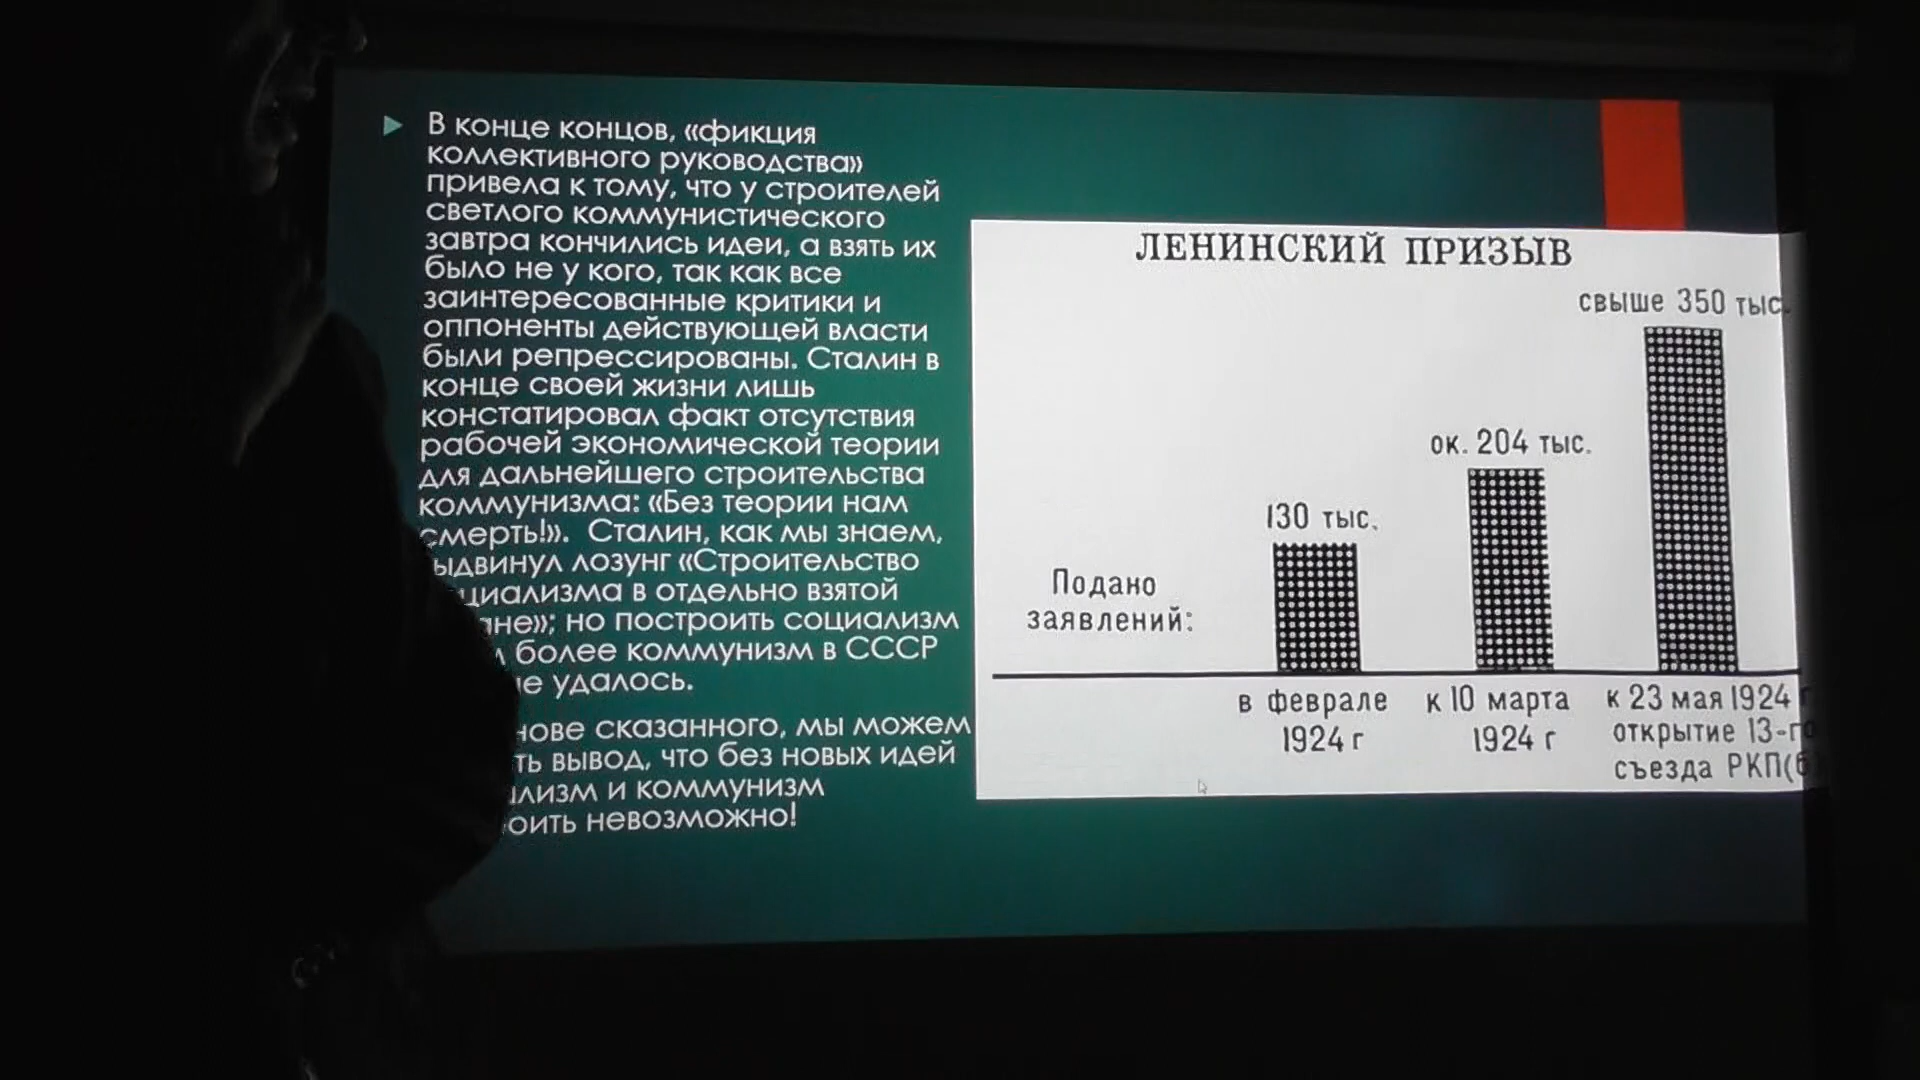 В конце концов, «фикция
коллективного руководства»
привела к тому, что у строителей
светлого коммунистического
завтра кончились идеи, а взять их
было не у кого, так как все
заинтересованные критики и
оппоненты действующей власти
были репрессированы. Сталин в
конце своей жизни лишь
констатировал факт отсутствия
рабочей экономической теории
для дальнейшего строительства
коммунизма: «Без теории нам
смерть!». Сталин, как мы знаем,
лозунг «Строительство
в отдельно взятой
но построить социализм
более коммунизм в СССР
удалось.
сказанного, мы можем
вывод, что без новых идей
и коммунизм
невозможно!
ЛЕНИНСКИЙ ПРИЗЫВ
свыше 350 тыс.
ок. 204 тыс.
130 тыс.
Подано
заявлений:
в феврале
1924 г
к 10 марта
1924 г
к 23 мая 1924 г
открытие 13-го
съезда РКП(б)